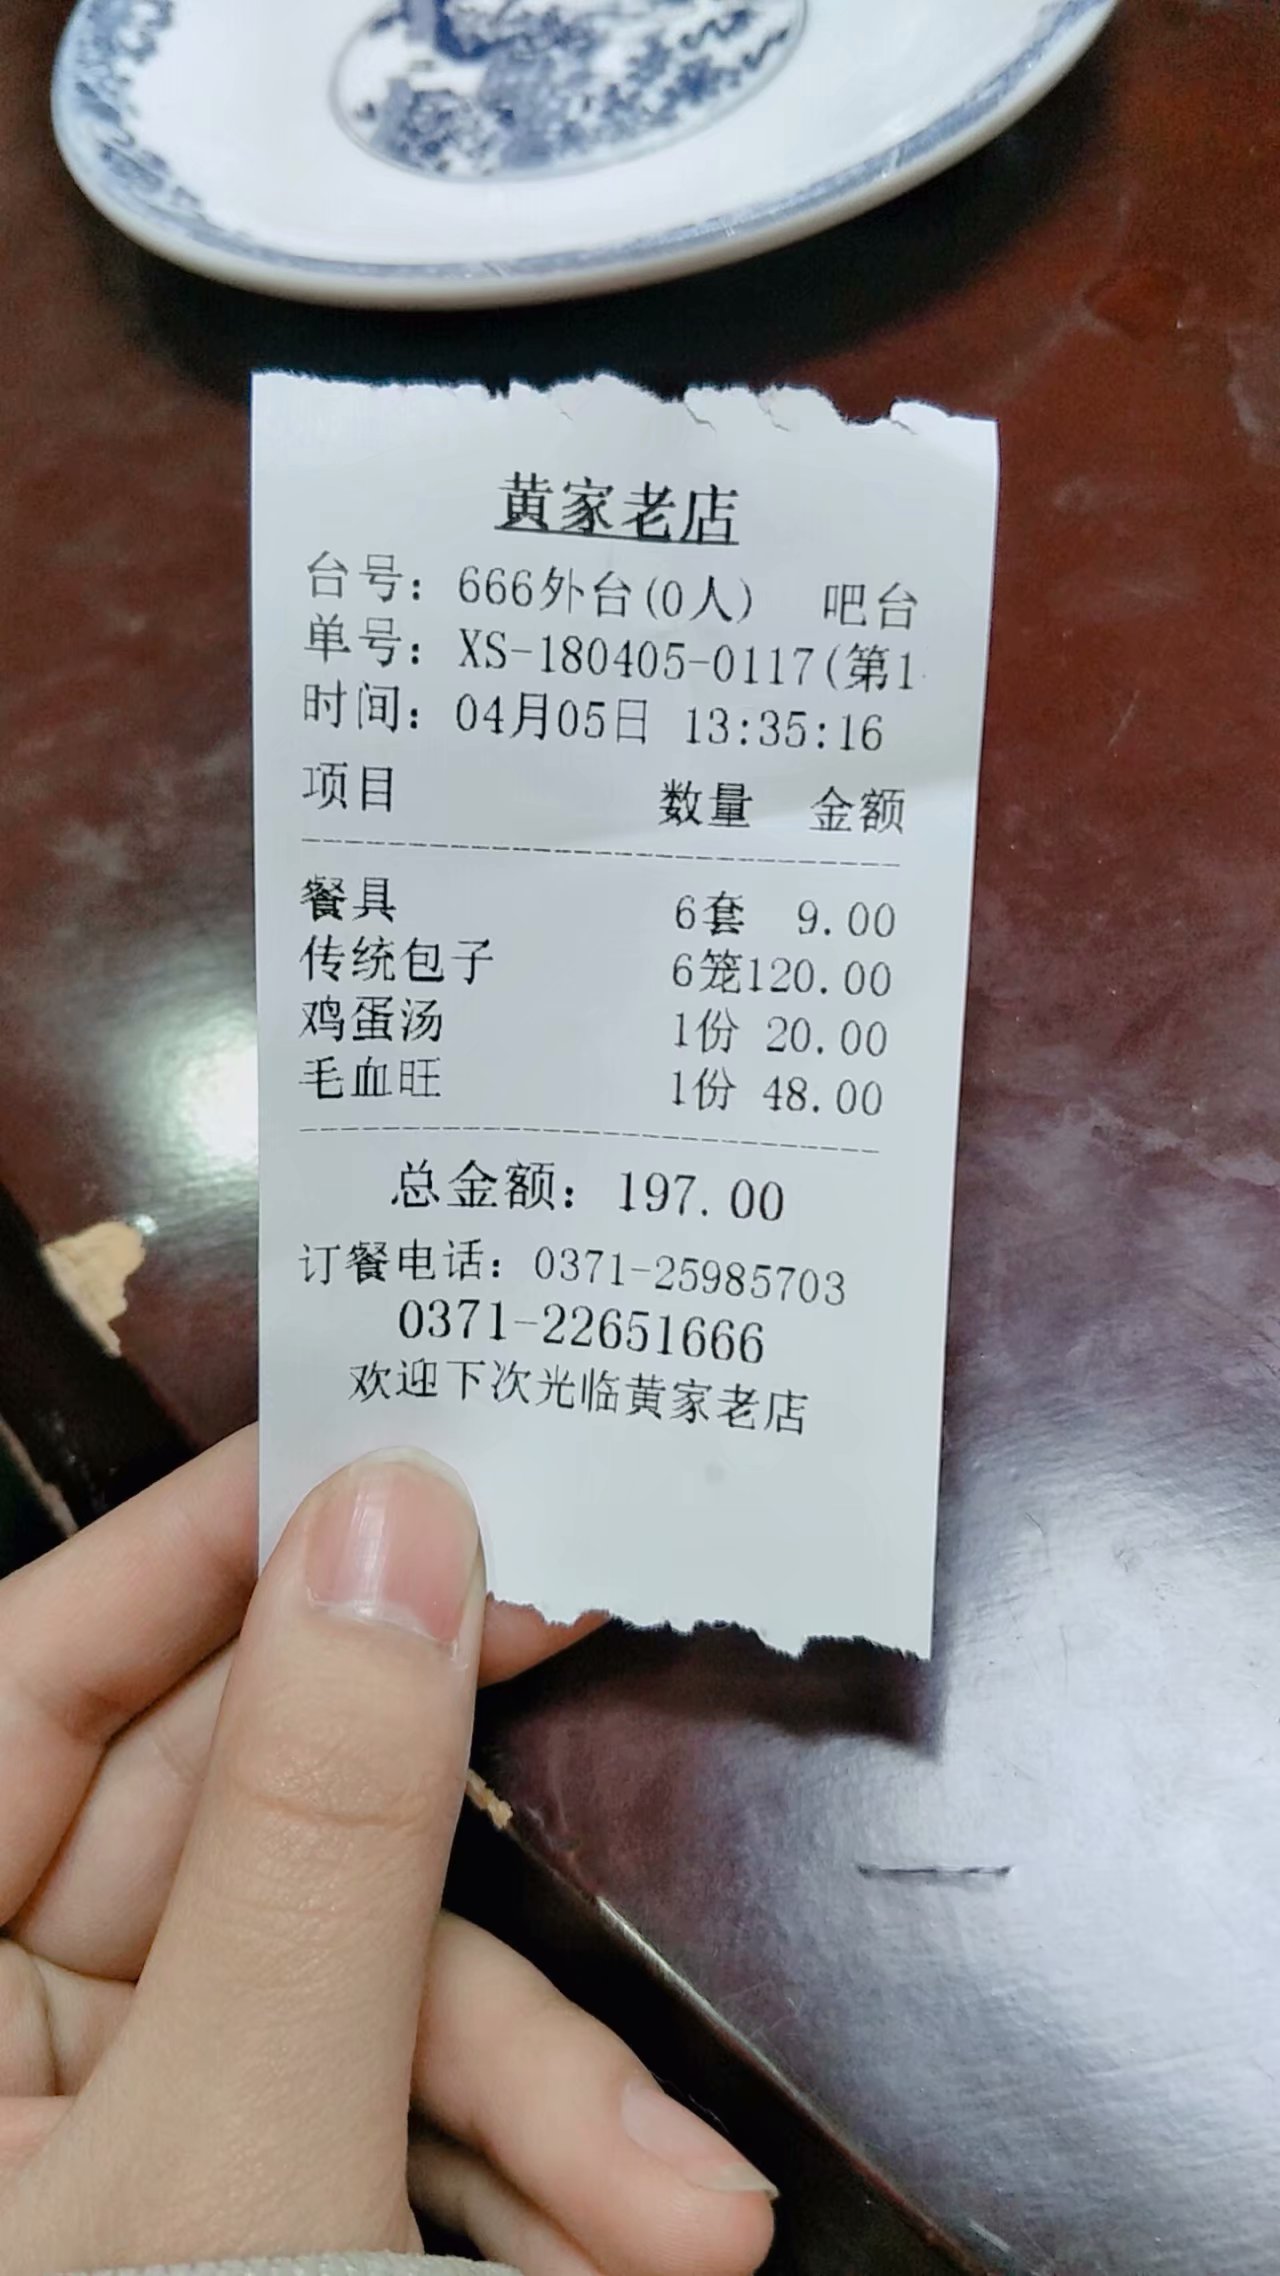 黄家老店
台号：666外台(0人) 吧台
单号：XS-180405-0117(第1
时间：04月05日 13:35:16
项目 数量 金额
餐具 6套 9.00
传统包子 6笼120.00
鸡蛋汤 1份 20.00
毛血旺 1份 48.00
总金额：197.00
订餐电话：0371-25985703
0371-22651666
欢迎下次光临黄家老店